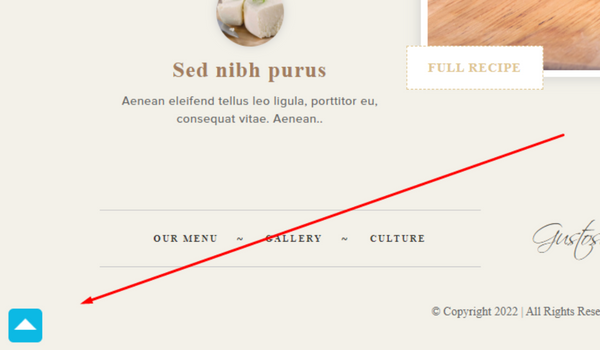 Sed nibh purus
Aenean eleifend tellus leo ligula, porttitor eu,
consequat vitae. Aenean..
FULL RECIPE
OUR MENU ~ GALLERY ~ CULTURE
Gustos
© Copyright 2022 | All Rights Rese